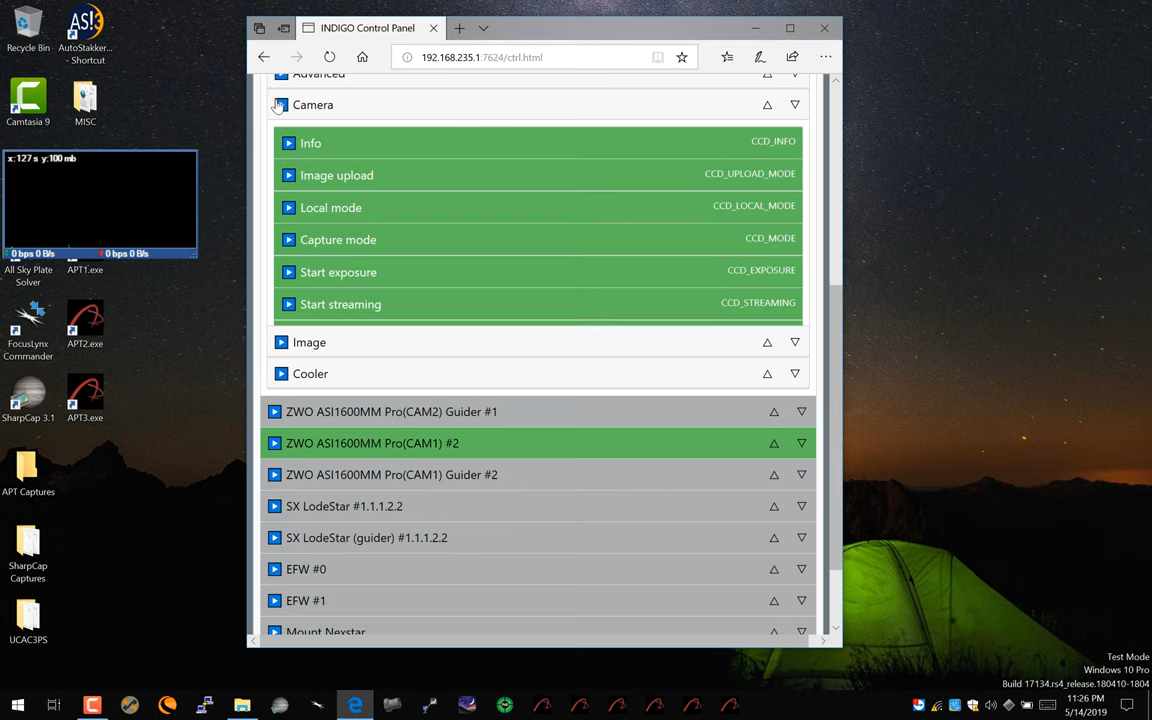 Recycle Bin
AutoStakker... - Shortcut
Camtasia 9
MISC
x:127 s y:100 mb
0 bps 0 B/s
0 bps 0 B/s
All Sky Plate Solver
APT1.exe
FocusLynx Commander
APT2.exe
SharpCap 3.1
APT3.exe
APT Captures
SharpCap Captures
UCAC3PS
INDIGO Control Panel
192.168.235.1:7624/ctrl.html
Advanced
Camera
Info CCD_INFO
Image upload CCD_UPLOAD_MODE
Local mode CCD_LOCAL_MODE
Capture mode CCD_MODE
Start exposure CCD_EXPOSURE
Start streaming CCD_STREAMING
Image
Cooler
ZWO ASI1600MM Pro(CAM2) Guider #1
ZWO ASI1600MM Pro(CAM1) #2
ZWO ASI1600MM Pro(CAM1) Guider #2
SX LodeStar #1.1.1.2.2
SX LodeStar (guider) #1.1.1.2.2
EFW #0
EFW #1
Mount Nexstar
Test Mode
Windows 10 Pro
Build 17134.rs4_release.180410-1804
11:26 PM
5/14/2019